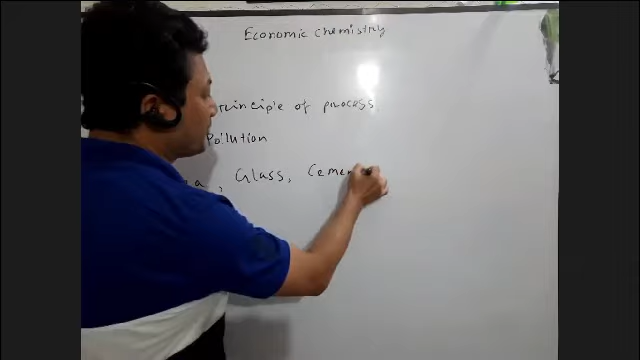 Economic Chemistry
Principle of process
Pollution
, Glass, Cemen